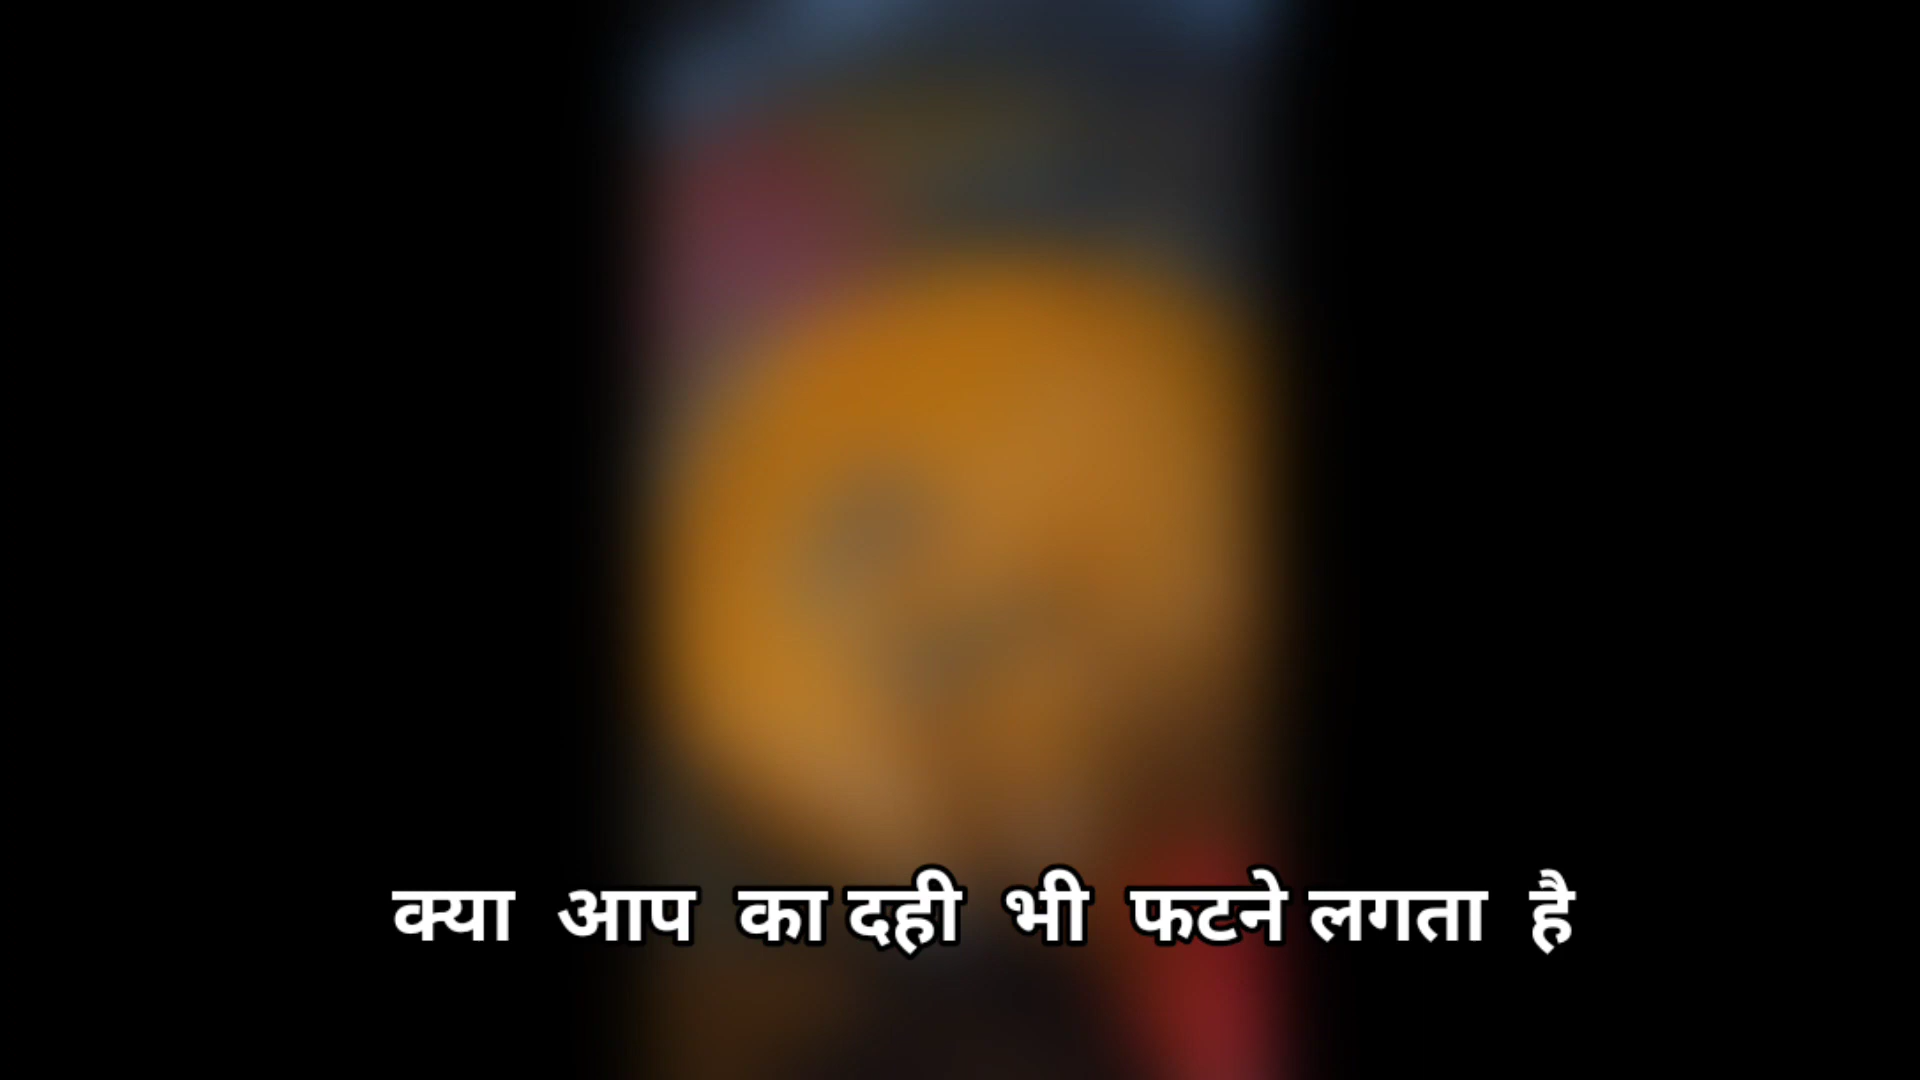 क्या आप का दही भी फटने लगता है